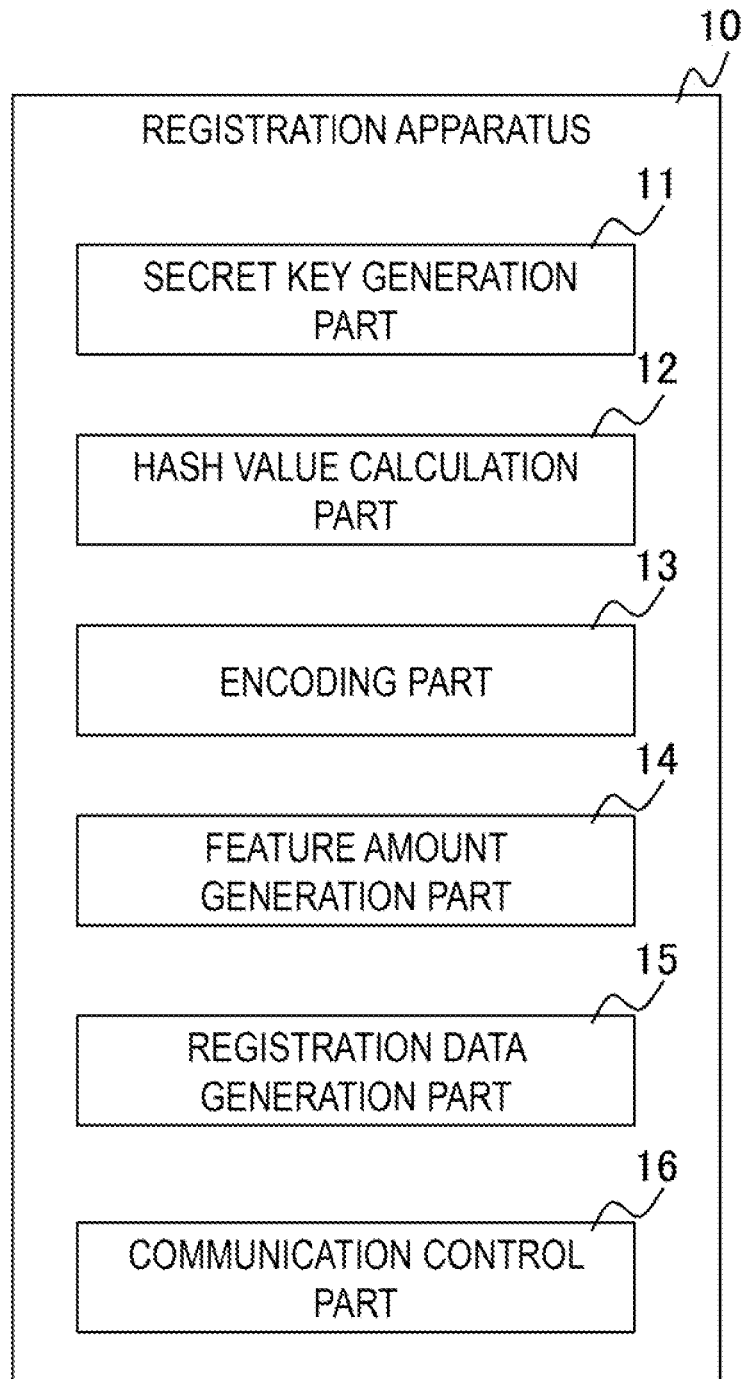 10
REGISTRATION APPARATUS
11
SECRET KEY GENERATION
PART
12
HASH VALUE CALCULATION
PART
13
ENCODING PART
14
FEATURE AMOUNT
GENERATION PART
15
REGISTRATION DATA
GENERATION PART
16
COMMUNICATION CONTROL
PART